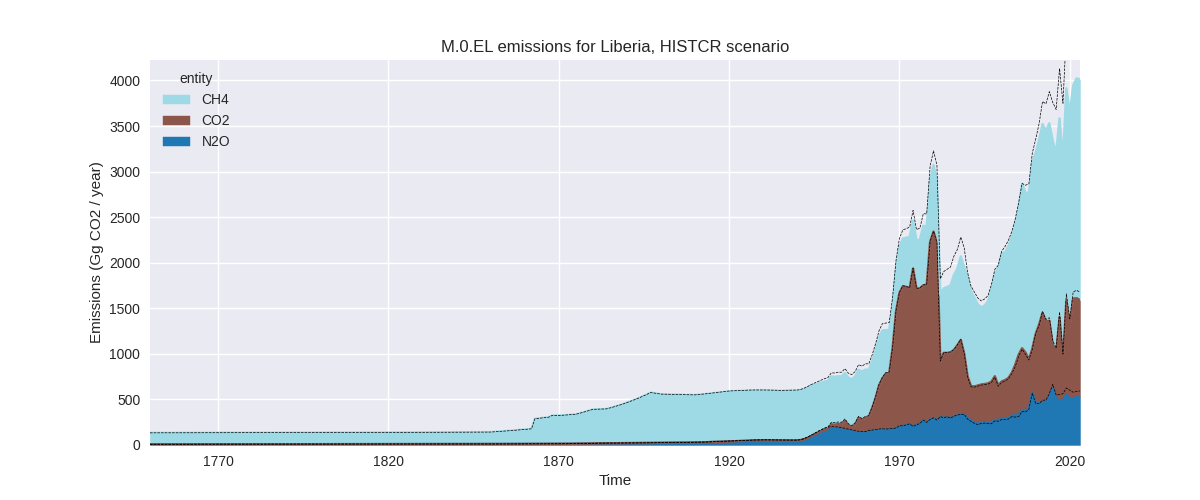 M.0.EL emissions for Liberia, HISTCR scenario
entity
CH4
CO2
N2O
Emissions (Gg CO2 / year)
4000
3500
3000
2500
2000
1500
1000
500
0
1770 1820 1870 1920 1970 2020
Time